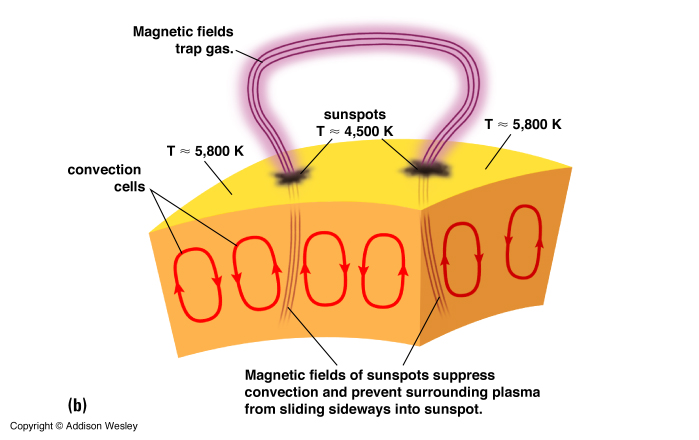 Magnetic fields
trap gas.
sunspots
T ≈ 4,500 K
T ≈ 5,800 K
T ≈ 5,800 K
convection
cells
Magnetic fields of sunspots suppress
convection and prevent surrounding plasma
from sliding sideways into sunspot.
(b)
Copyright © Addison Wesley